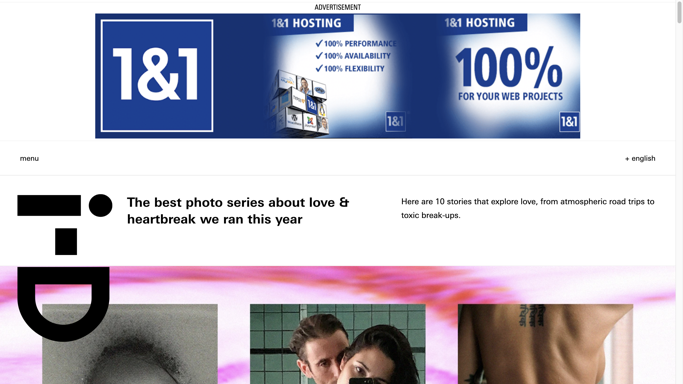 ADVERTISEMENT
1&1
1&1 HOSTING
100% PERFORMANCE
100% AVAILABILITY
100% FLEXIBILITY
1&1
1&1
1&1 HOSTING
100%
FOR YOUR WEB PROJECTS
1&1
menu
+ english
i-D
The best photo series about love &
heartbreak we ran this year
Here are 10 stories that explore love, from atmospheric road trips to
toxic break-ups.